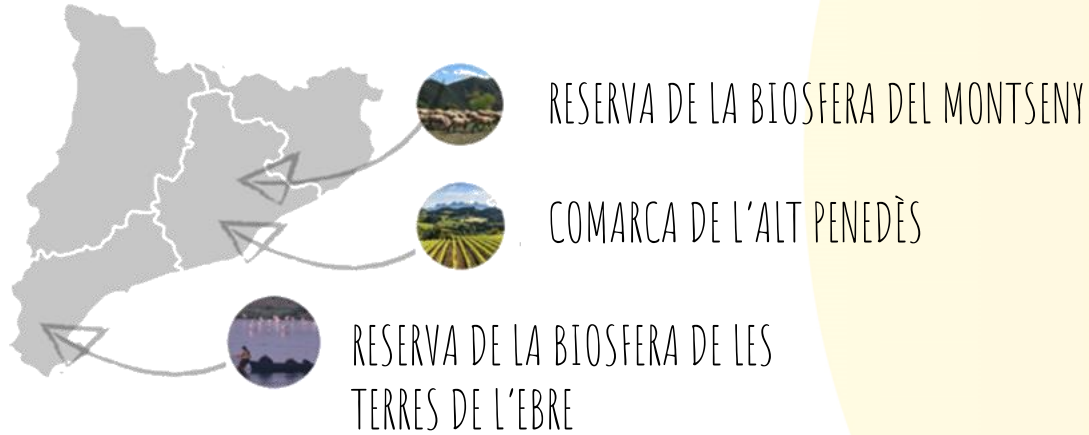 RESERVA DE LA BIOSFERA DEL MONTSENY
COMARCA DE L'ALT PENEDÈS
RESERVA DE LA BIOSFERA DE LES
TERRES DE L'EBRE